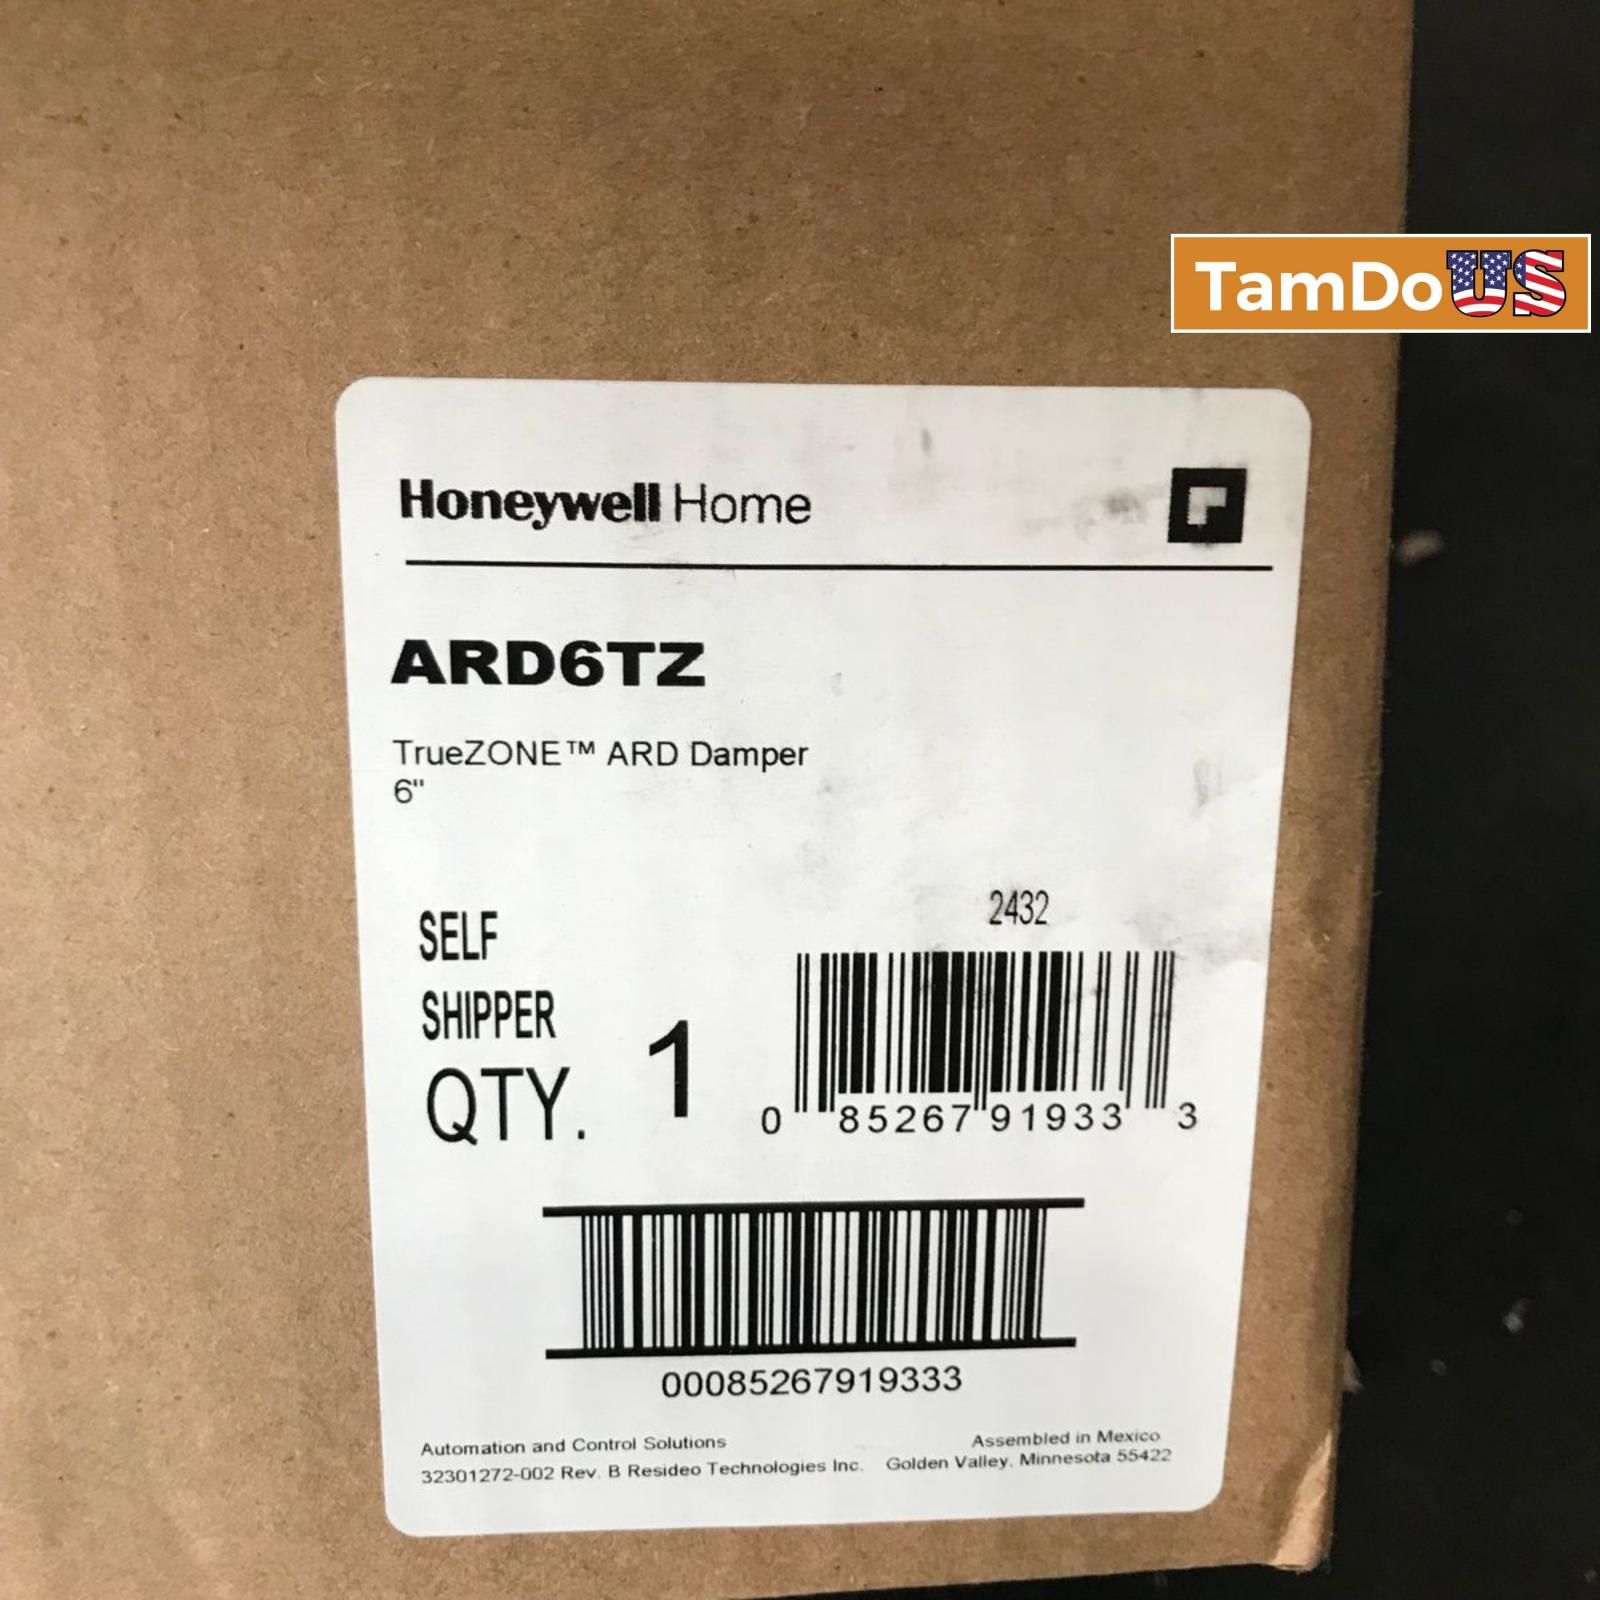 TamDoUS
Honeywell Home
ARD6TZ
TrueZONE™ ARD Damper
6"
SELF
SHIPPER
QTY. 1
2432
0 85267 91933 3
00085267919333
Automation and Control Solutions Assembled in Mexico
32301272-002 Rev. B Resideo Technologies Inc. Golden Valley, Minnesota 55422